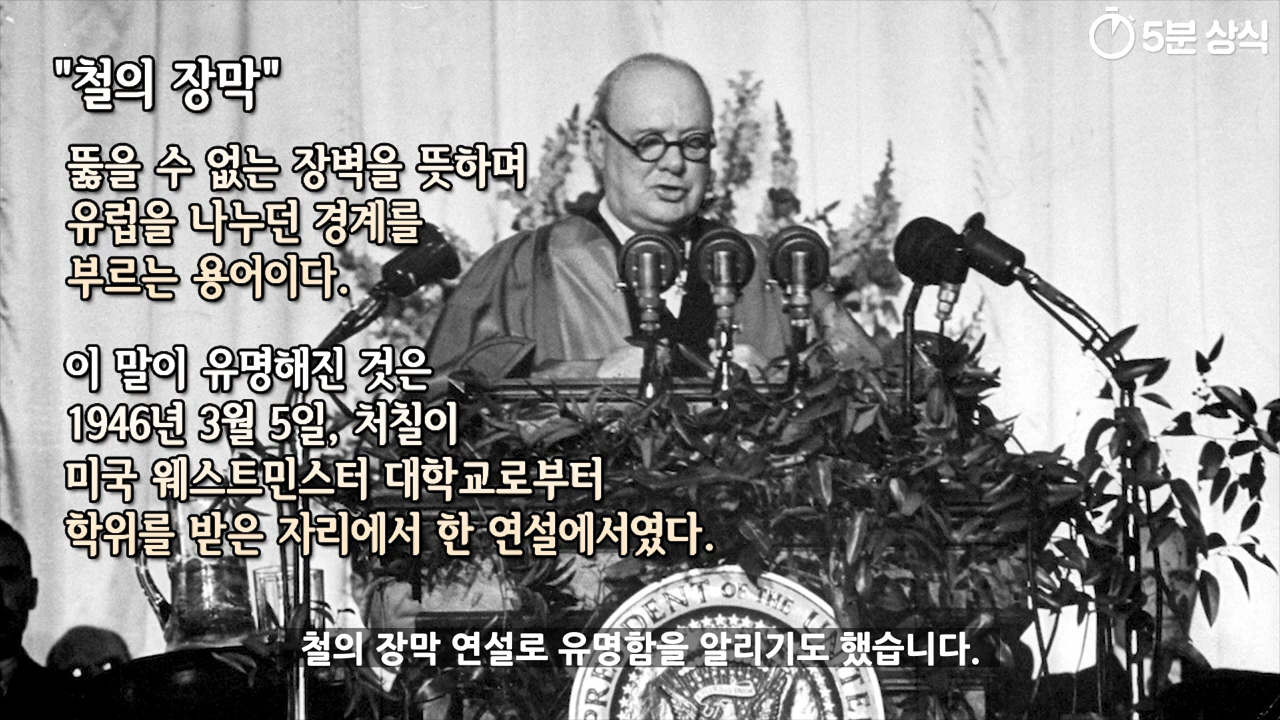 5분 상식
"철의 장막"
뚫을 수 없는 장벽을 뜻하며
유럽을 나누던 경계를
부르는 용어이다.
이 말이 유명해진 것은
1946년 3월 5일, 처칠이
미국 웨스트민스터 대학교로부터
학위를 받은 자리에서 한 연설에서였다.
철의 장막 연설로 유명함을 알리기도 했습니다.
PRESIDENT OF THE UNITED